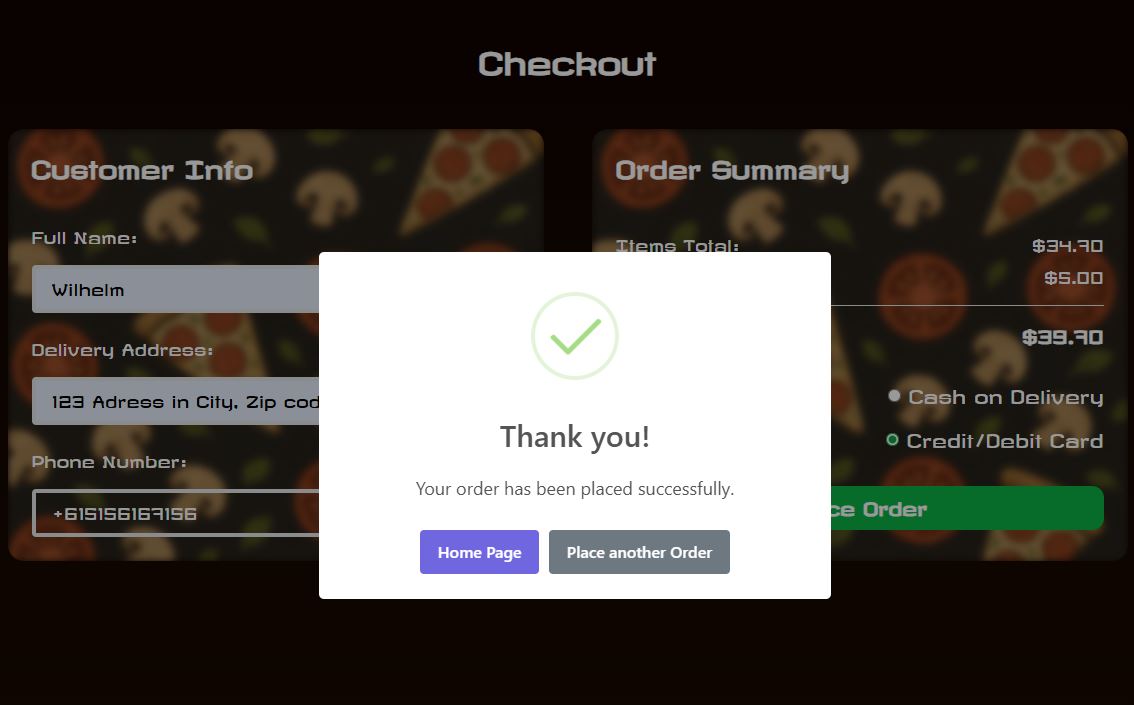 Checkout
Customer Info
Full Name:
Wilhelm
Delivery Address:
123 Adress in City, Zip cod
Phone Number:
+615156167156
Order Summary
Items Total: $34.70
$5.00
$39.70
Cash on Delivery
Credit/Debit Card
ce Order
Thank you!
Your order has been placed successfully.
Home Page
Place another Order